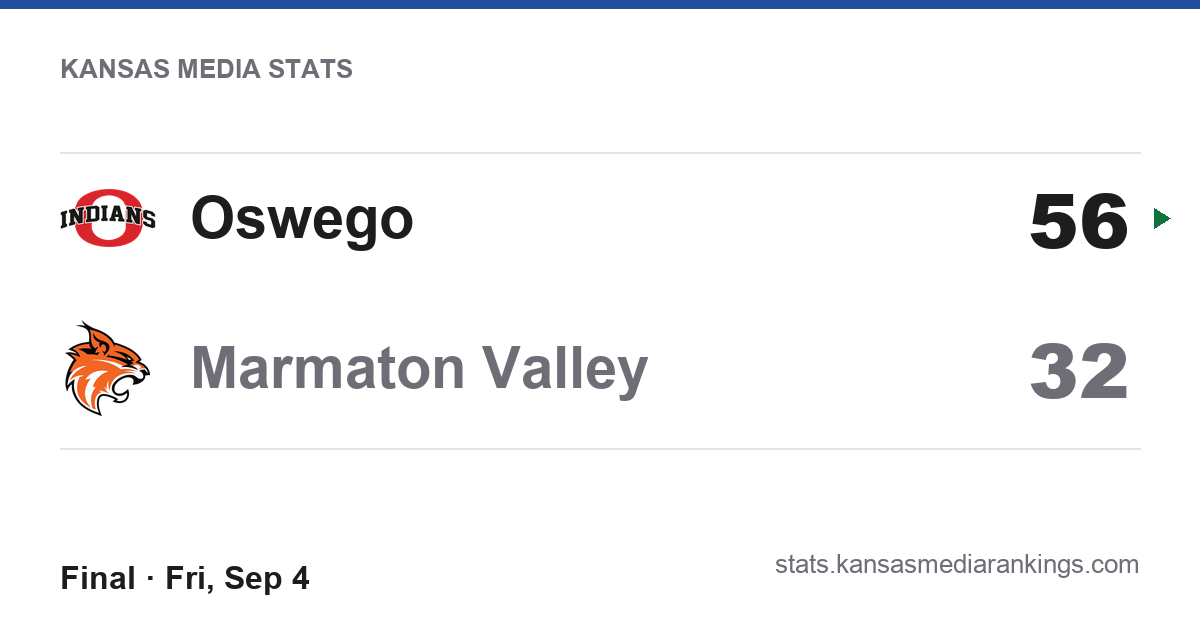 KANSAS MEDIA STATS
INDIANS
Oswego
56
Marmaton Valley
32
Final · Fri, Sep 4
stats.kansasmediarankings.com